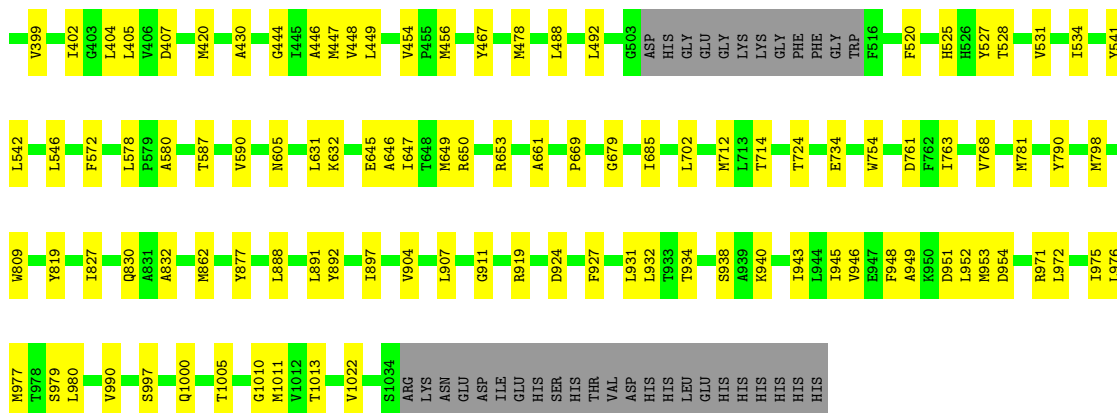 V399 I402 G403 L404 L405 V406 D407 M420 A430 G444 I445 A446 M447 V448 L449 V454 P455 M456 Y467 M478 L488 L492 G503 ASP HIS GLY GLU GLY LYS LYS GLY PHE PHE GLY TRP F516 F520 H525 H526 Y527 T528 V531 I534 Y541
L542 L546 F572 L578 P579 A580 T587 V590 N605 L631 K632 E645 A646 I647 T648 M649 R650 R653 A661 P669 G679 I685 L702 M712 L713 T714 T724 E734 W754 D761 F762 I763 V768 M781 Y790 M798
W809 Y819 I827 Q830 A831 A832 M862 Y877 L888 L891 Y892 I897 V904 L907 G911 R919 D924 F927 L931 L932 T933 T934 S938 A939 K940 I943 L944 I945 V946 E947 F948 A949 K950 D951 L952 M953 D954 R971 L972 I975 L976
M977 T978 S979 L980 V990 S997 Q1000 T1005 G1010 M1011 V1012 T1013 V1022 S1034 ARG LYS ASN GLU ASP ILE GLU HIS SER HIS THR VAL ASP HIS HIS LEU GLU HIS HIS HIS HIS HIS HIS